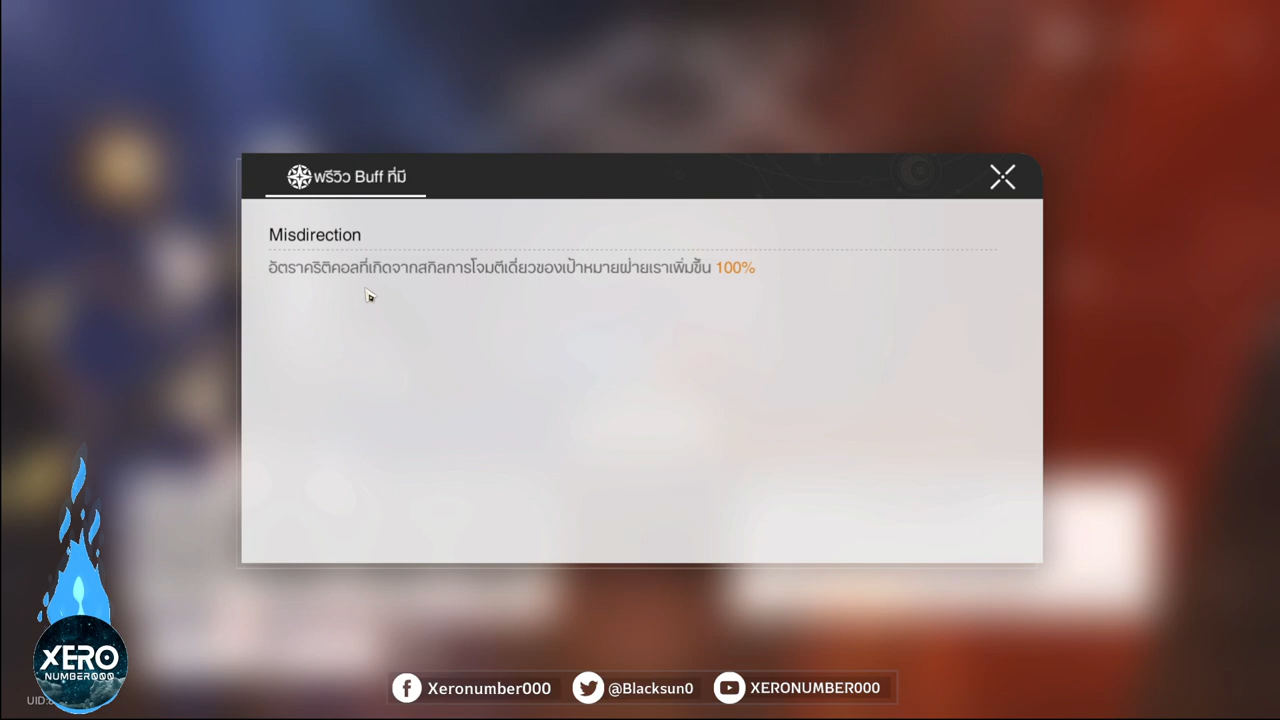 พรีวิว Buff ที่มี
Misdirection
อัตราคริติคอลที่เกิดจากสกิลการโจมตีเดี่ยวของเป้าหมายฝ่ายเราเพิ่มขึ้น 100%
XERO
NUMBER000
UID:
Xeronumber000
@Blacksun0
XERONUMBER000